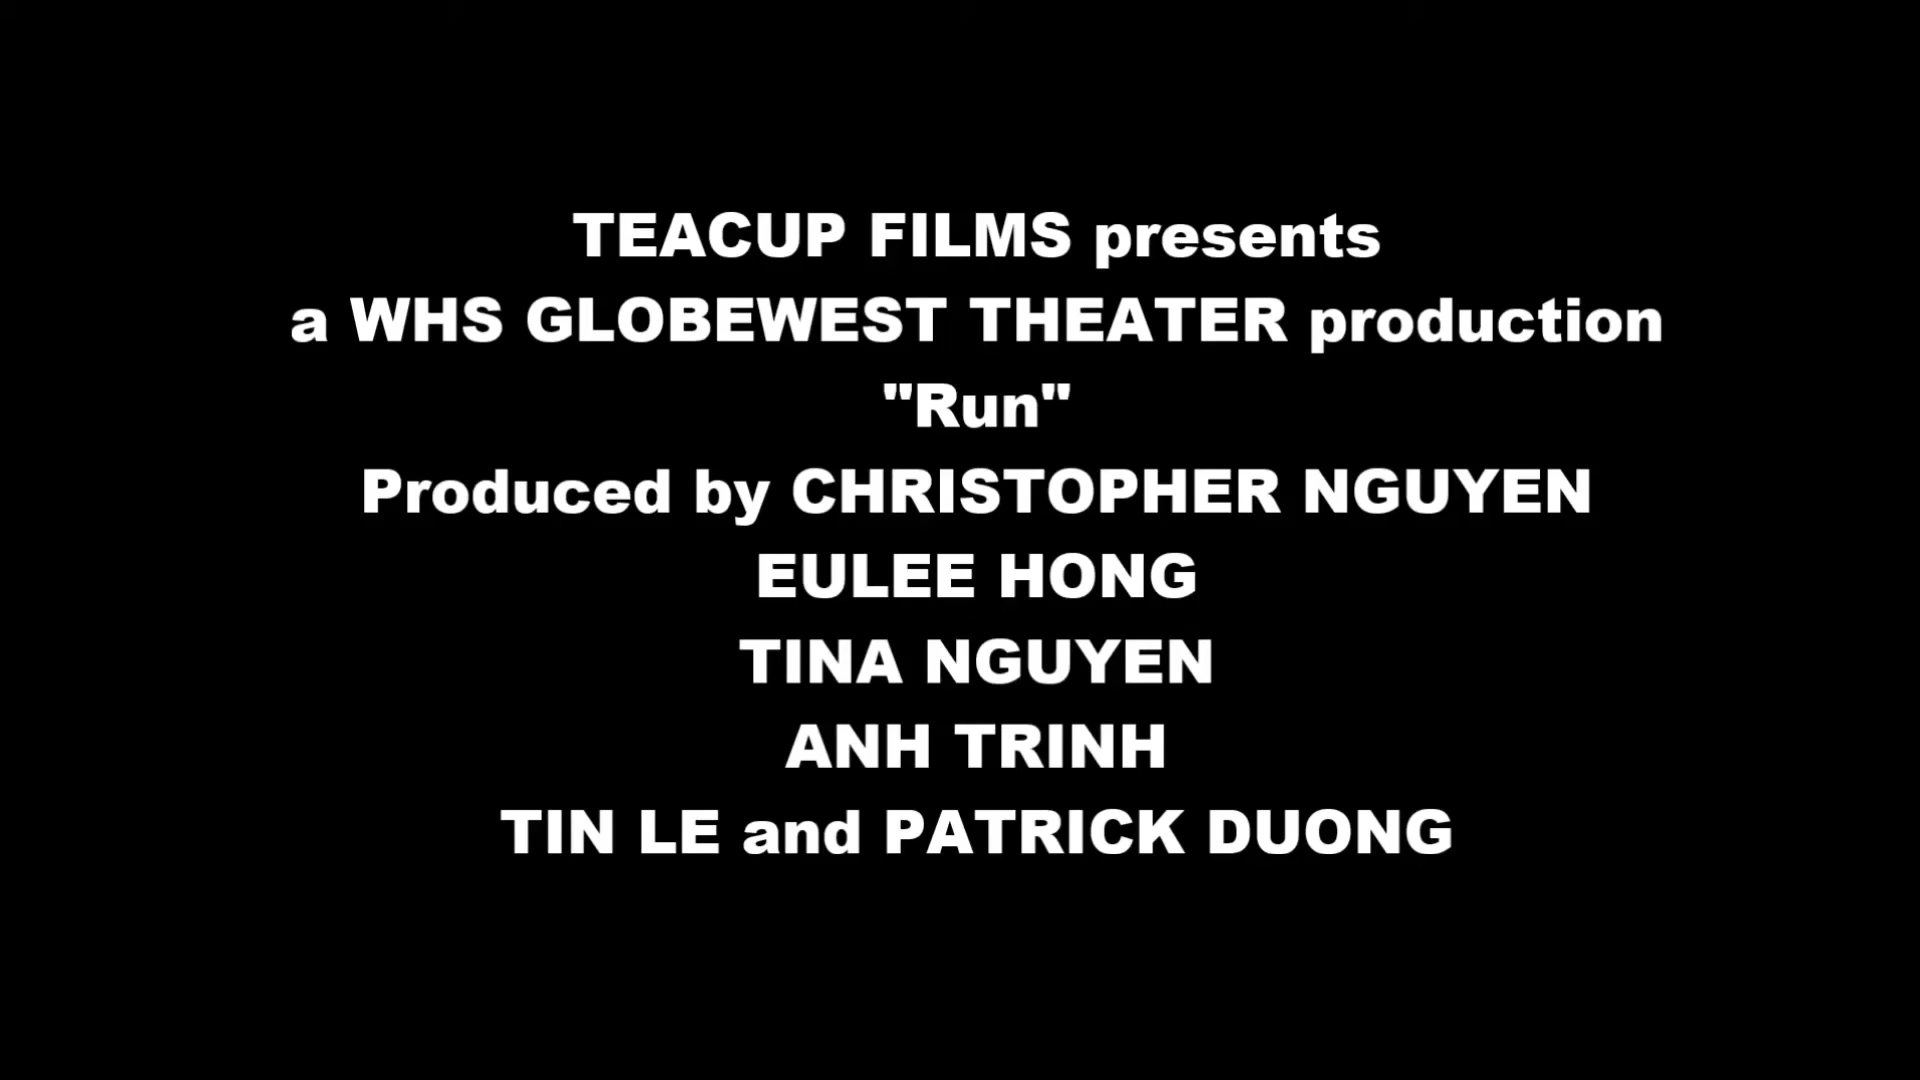 TEACUP FILMS presents
a WHS GLOBEWEST THEATER production
"Run"
Produced by CHRISTOPHER NGUYEN
EULEE HONG
TINA NGUYEN
ANH TRINH
TIN LE and PATRICK DUONG